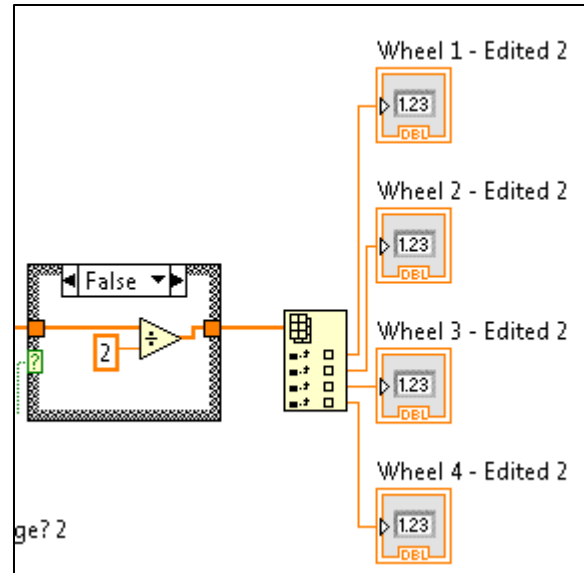 Wheel 1 - Edited 2
1.23
DBL
Wheel 2 - Edited 2
1.23
DBL
False
2
?
Wheel 3 - Edited 2
1.23
DBL
Wheel 4 - Edited 2
1.23
DBL
ge? 2